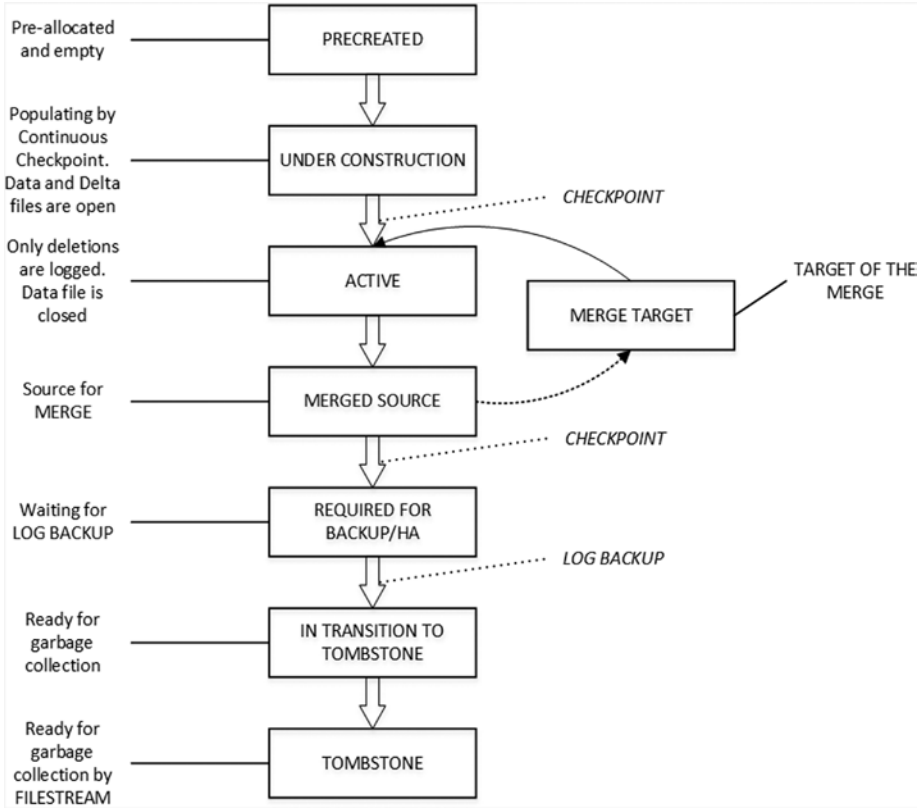 Pre-allocated
and empty
PRECREATED
Populating by
Continuous
Checkpoint.
Data and Delta
files are open
UNDER CONSTRUCTION
CHECKPOINT
Only deletions
are logged.
Data file is
closed
ACTIVE
MERGE TARGET
TARGET OF THE
MERGE
Source for
MERGE
MERGED SOURCE
CHECKPOINT
Waiting for
LOG BACKUP
REQUIRED FOR
BACKUP/HA
LOG BACKUP
Ready for
garbage
collection
IN TRANSITION TO
TOMBSTONE
Ready for
garbage
collection by
FILESTREAM
TOMBSTONE